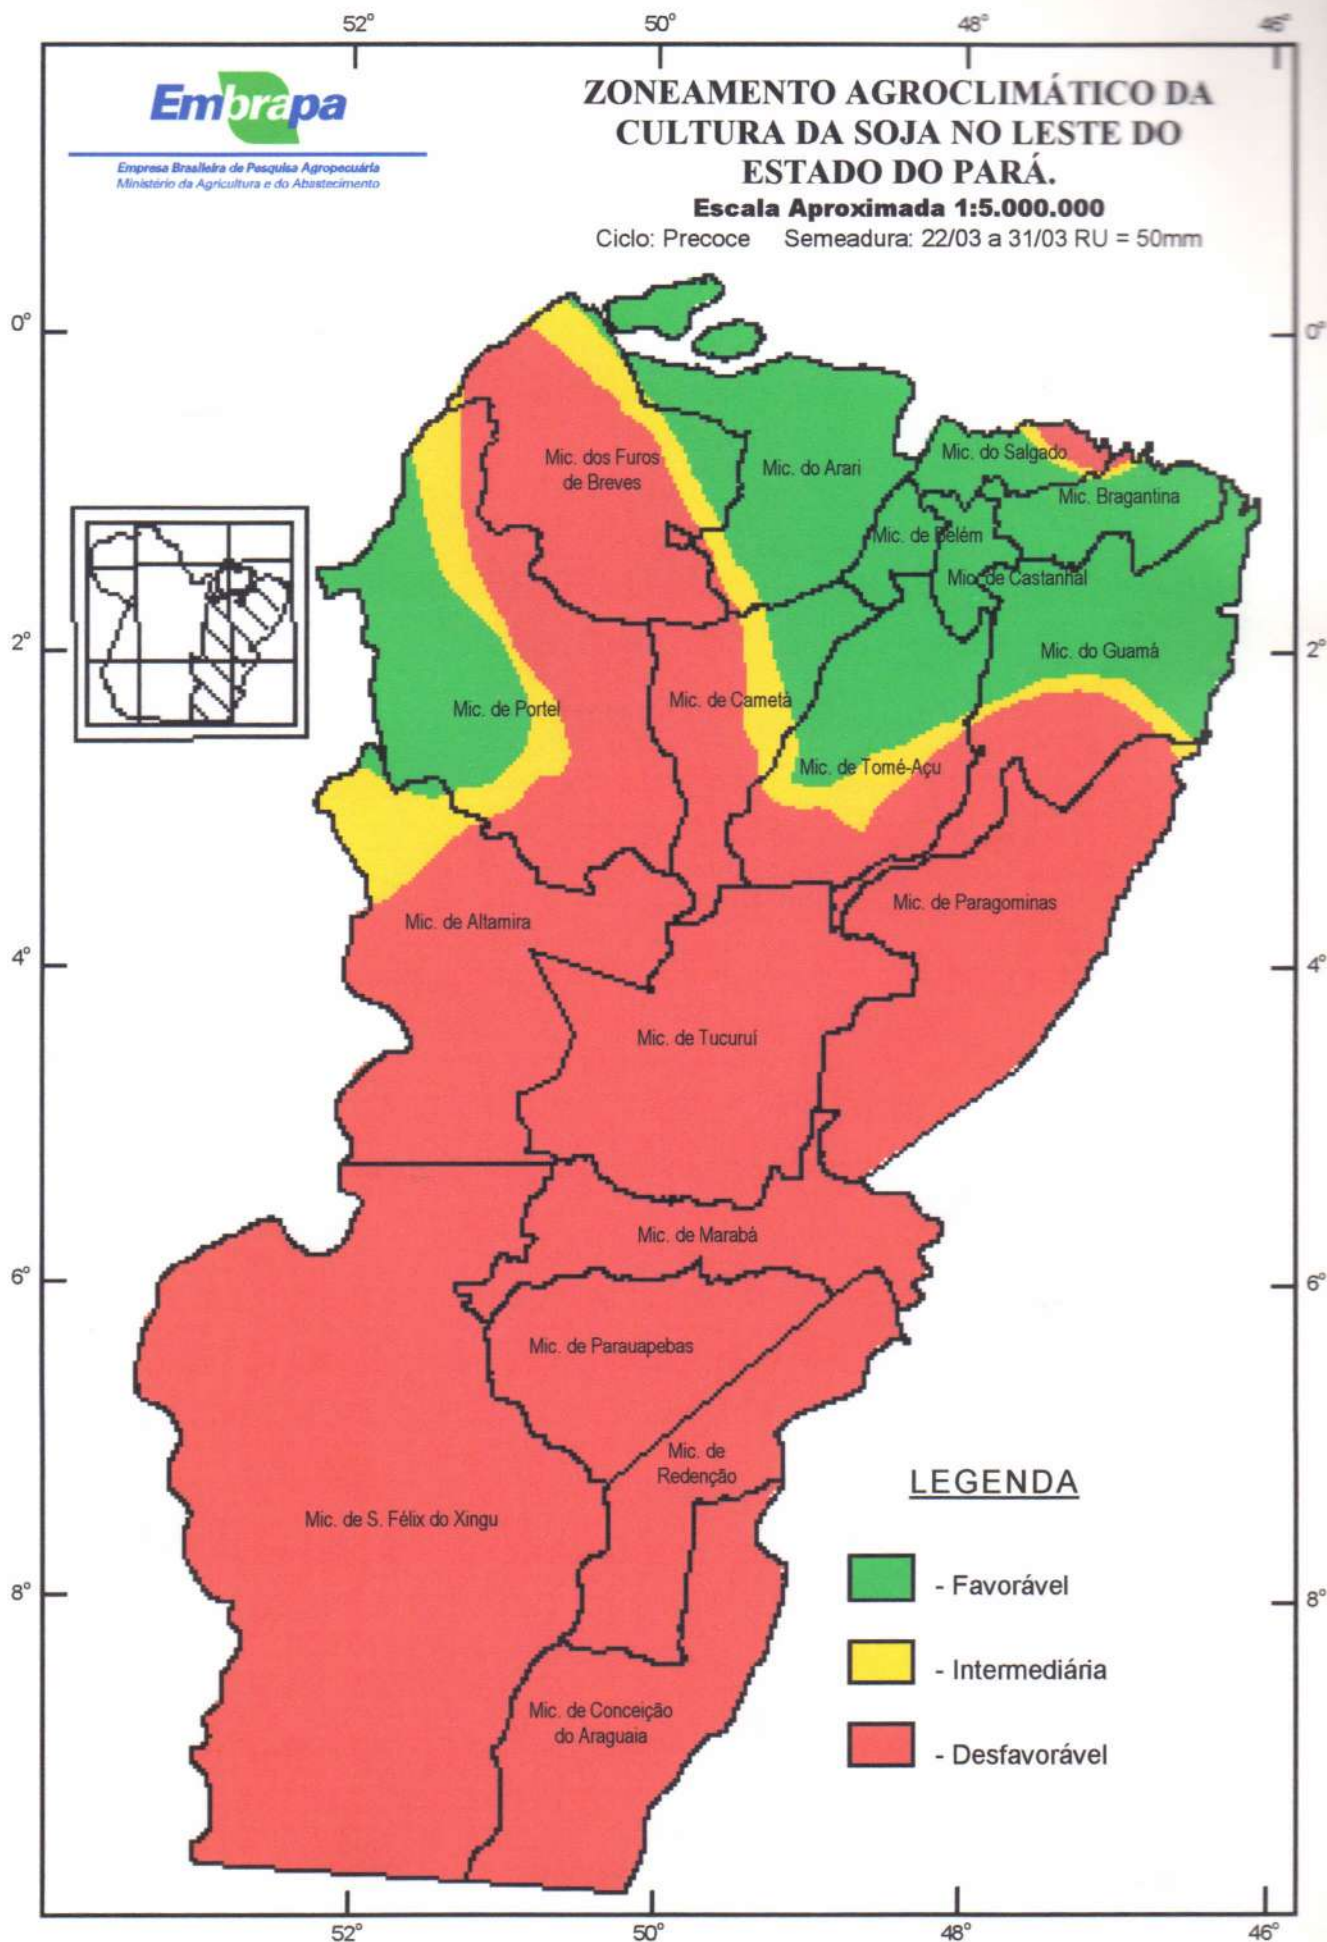 52°
50°
48°
46°
Embrapa
Empresa Brasileira de Pesquisa Agropecuária
Ministério da Agricultura e do Abastecimento
ZONEAMENTO AGROCLIMÁTICO DA
CULTURA DA SOJA NO LESTE DO
ESTADO DO PARÁ.
Escala Aproximada 1:5.000.000
Ciclo: Precoce Semeadura: 22/03 a 31/03 RU = 50mm
0°
0°
Mic. dos Furos
de Breves
Mic. do Arari
Mic. do Salgado
Mic. Bragantina
Mic. de Belém
Mic. de Castanhal
2°
2°
Mic. do Guamá
Mic. de Portel
Mic. de Cametá
Mic. de Tomé-Açu
Mic. de Altamira
Mic. de Paragominas
4°
4°
Mic. de Tucuruí
Mic. de Marabá
6°
6°
Mic. de Parauapebas
Mic. de
Redenção
Mic. de S. Félix do Xingu
LEGENDA
- Favorável
8°
8°
- Intermediária
Mic. de Conceição
do Araguaia
- Desfavorável
52°
50°
48°
46°